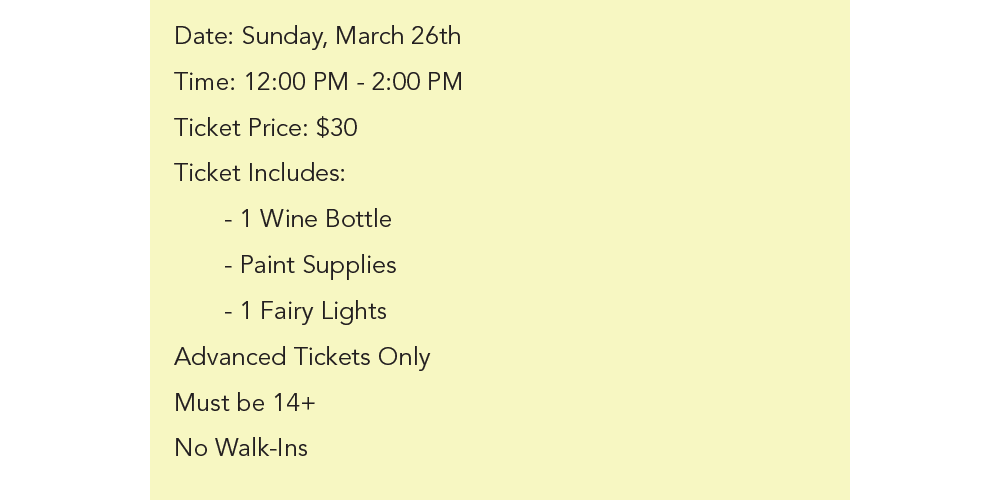 Date: Sunday, March 26th
Time: 12:00 PM - 2:00 PM
Ticket Price: $30
Ticket Includes:
- 1 Wine Bottle
- Paint Supplies
- 1 Fairy Lights
Advanced Tickets Only
Must be 14+
No Walk-Ins